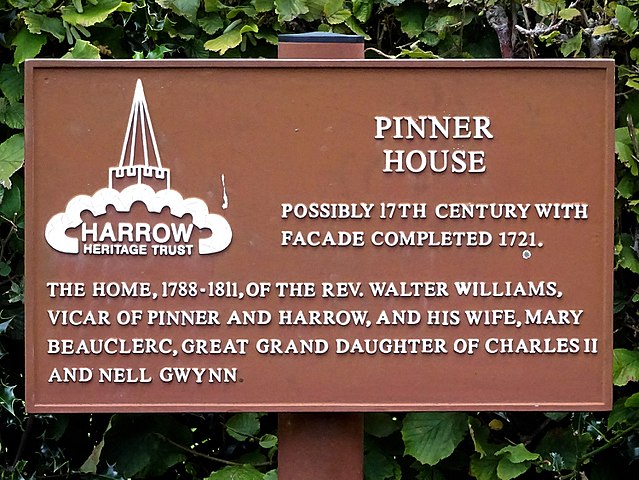 PINNER
HOUSE
HARROW
HERITAGE TRUST
POSSIBLY 17TH CENTURY WITH
FACADE COMPLETED 1721.
THE HOME, 1788-1811, OF THE REV. WALTER WILLIAMS,
VICAR OF PINNER AND HARROW, AND HIS WIFE, MARY
BEAUCLERC, GREAT GRAND DAUGHTER OF CHARLES II
AND NELL GWYNN